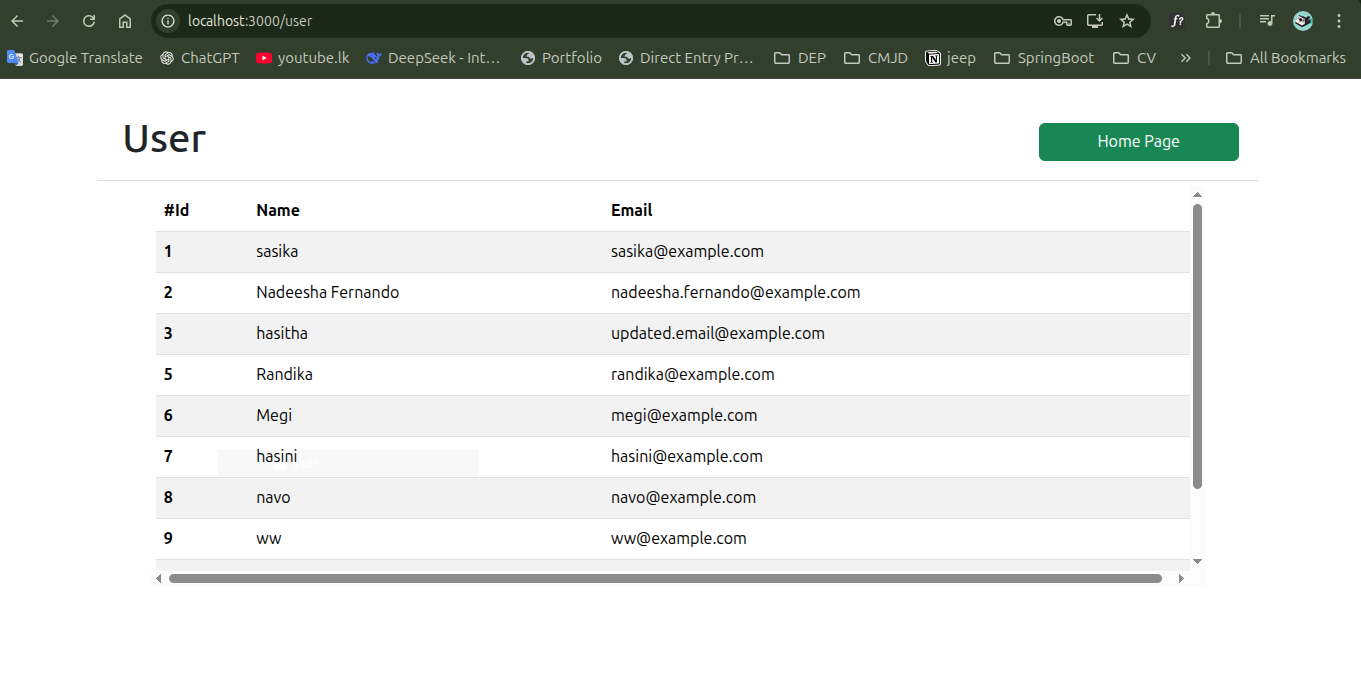 localhost:3000/user
Google Translate ChatGPT youtube.lk DeepSeek - Int... Portfolio Direct Entry Pr... DEP CMJD jeep SpringBoot CV » All Bookmarks
User Home Page
#Id Name Email
1 sasika sasika@example.com
2 Nadeesha Fernando nadeesha.fernando@example.com
3 hasitha updated.email@example.com
5 Randika randika@example.com
6 Megi megi@example.com
7 hasini hasini@example.com
8 navo navo@example.com
9 ww ww@example.com